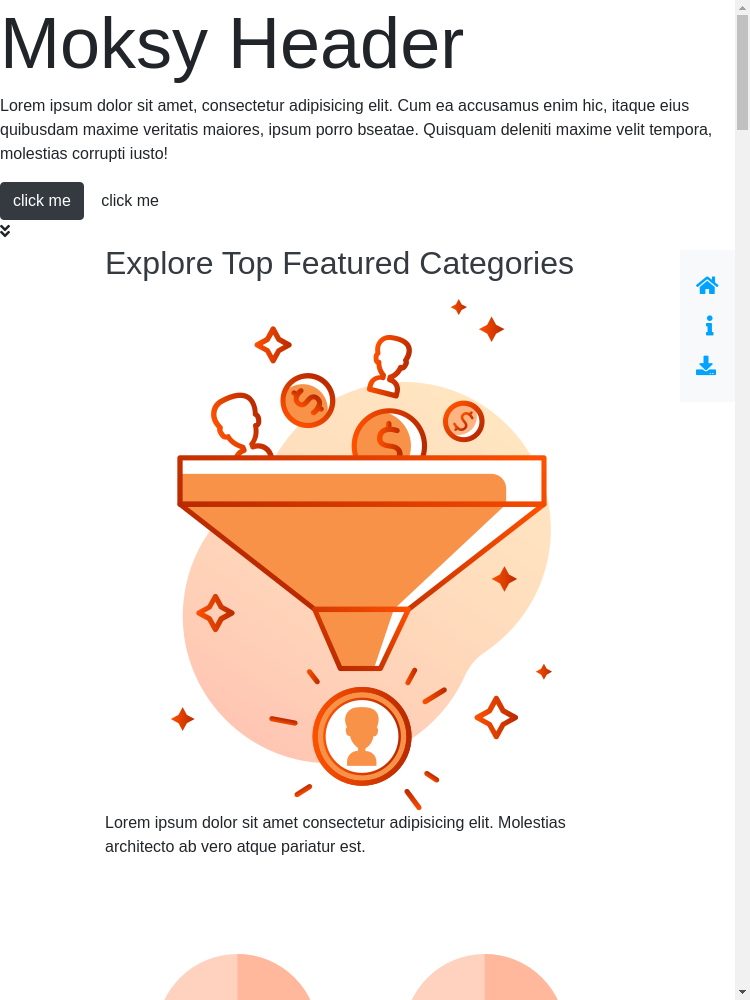 Moksy Header
Lorem ipsum dolor sit amet, consectetur adipisicing elit. Cum ea accusamus enim hic, itaque eius
quibusdam maxime veritatis maiores, ipsum porro bseatae. Quisquam deleniti maxime velit tempora,
molestias corrupti iusto!
click me click me
Explore Top Featured Categories
Lorem ipsum dolor sit amet consectetur adipisicing elit. Molestias
architecto ab vero atque pariatur est.